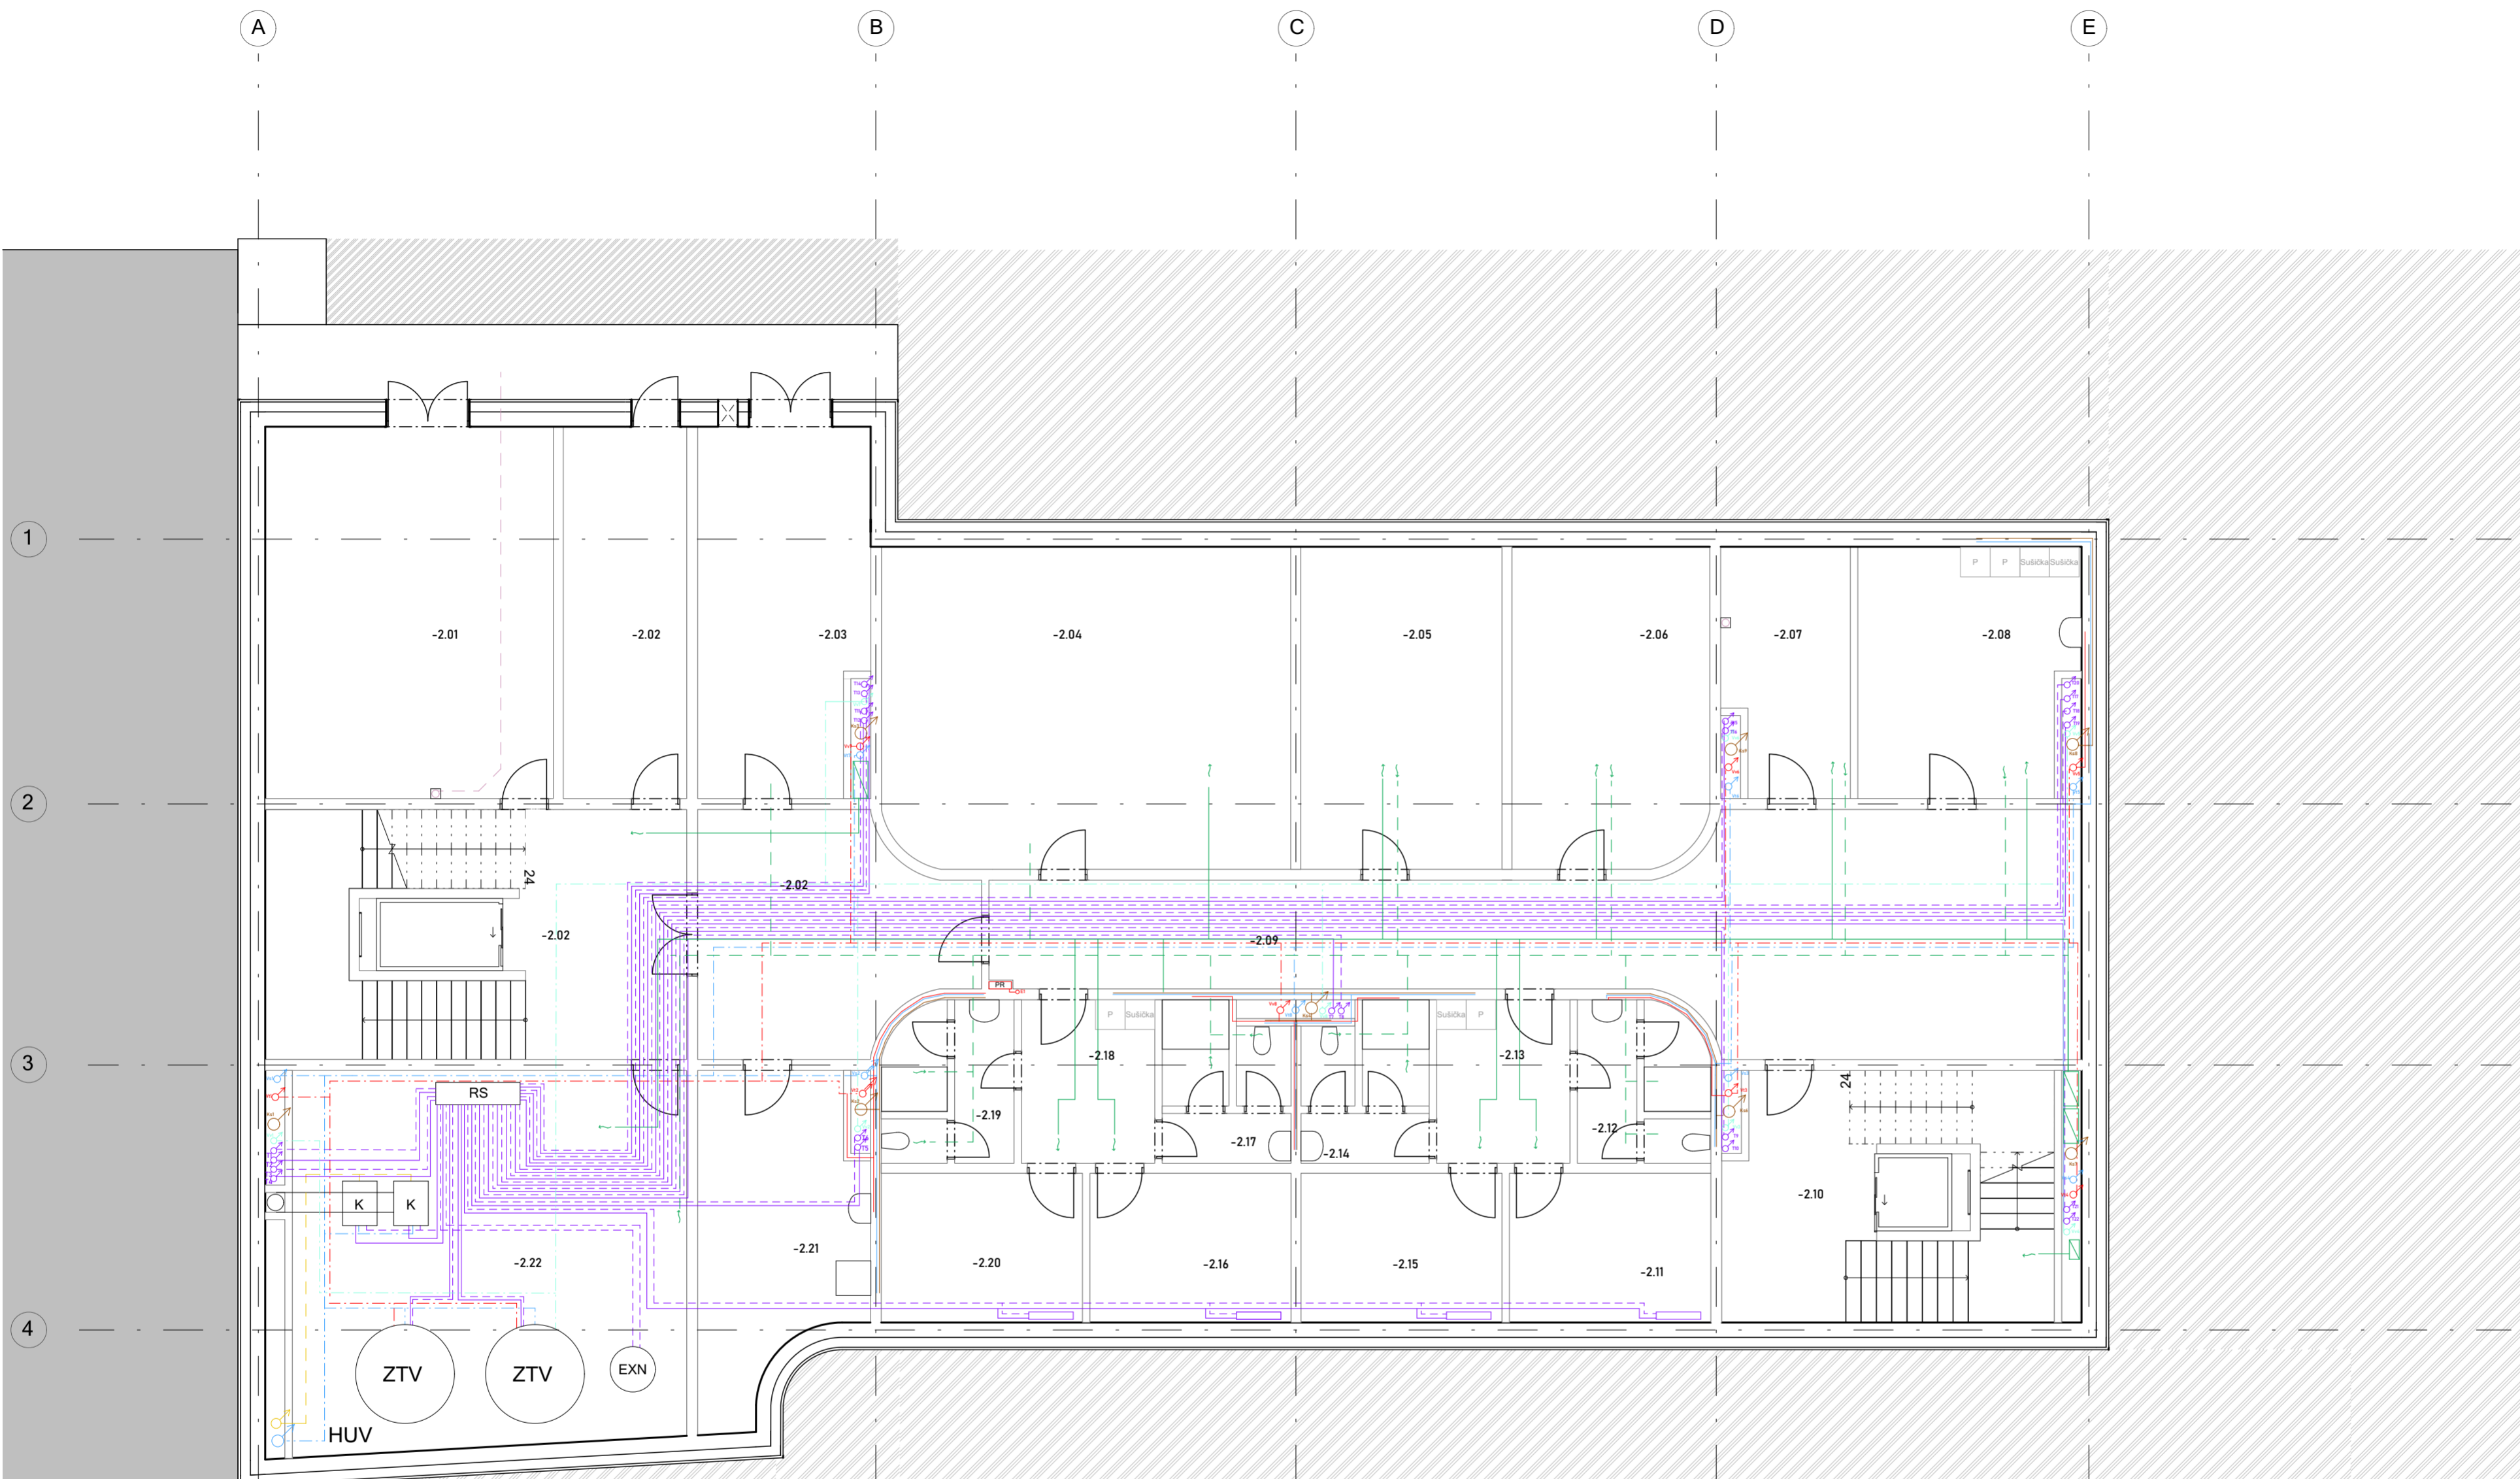 A
B
C
D
E
1
P
P
Sušička
Sušička
-2.01
-2.02
-2.03
-2.04
-2.05
-2.06
-2.07
-2.08
2
24
-2.02
-2.02
-2.09
PR
3
P
Sušička
Sušička
P
-2.18
-2.13
24
RS
-2.19
-2.12
-2.17
-2.14
K
K
-2.10
-2.22
-2.21
-2.20
-2.16
-2.15
-2.11
4
ZTV
ZTV
EXN
HUV